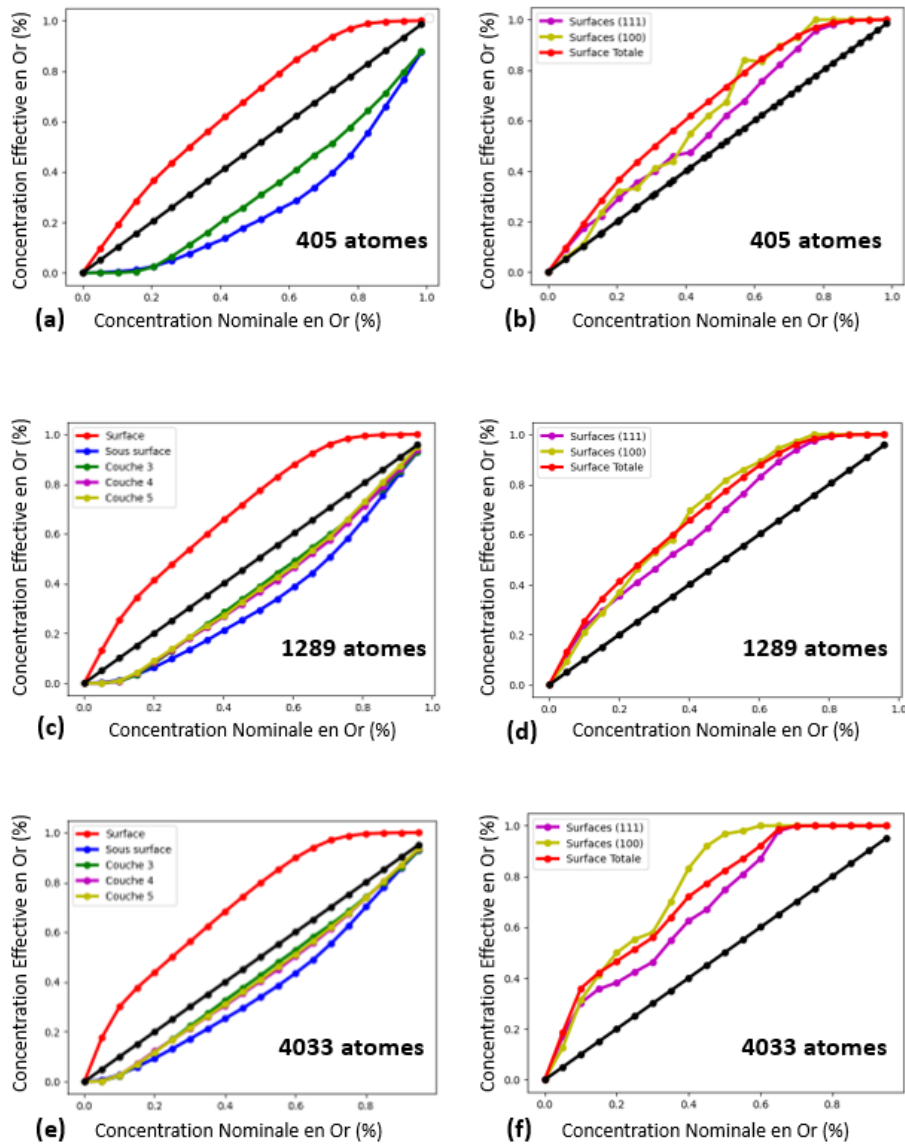 Concentration Effective en Or (%)
1.0
0.8
0.6
0.4
0.2
0.0
405 atomes
0.0 0.2 0.4 0.6 0.8 1.0
(a) Concentration Nominale en Or (%)
Concentration Effective en Or (%)
Surfaces (111)
Surfaces (100)
Surface Totale
1.0
0.8
0.6
0.4
0.2
0.0
405 atomes
0.0 0.2 0.4 0.6 0.8 1.0
(b) Concentration Nominale en Or (%)
Concentration Effective en Or (%)
Surface
Sous surface
Couche 3
Couche 4
Couche 5
1.0
0.8
0.6
0.4
0.2
0.0
1289 atomes
0.0 0.2 0.4 0.6 0.8 1.0
(c) Concentration Nominale en Or (%)
Concentration Effective en Or (%)
Surfaces (111)
Surfaces (100)
Surface Totale
1.0
0.8
0.6
0.4
0.2
0.0
1289 atomes
0.0 0.2 0.4 0.6 0.8 1.0
(d) Concentration Nominale en Or (%)
Concentration Effective en Or (%)
Surface
Sous surface
Couche 3
Couche 4
Couche 5
1.0
0.8
0.6
0.4
0.2
0.0
4033 atomes
0.0 0.2 0.4 0.6 0.8
(e) Concentration Nominale en Or (%)
Concentration Effective en Or (%)
Surfaces (111)
Surfaces (100)
Surface Totale
1.0
0.8
0.6
0.4
0.2
0.0
4033 atomes
0.0 0.2 0.4 0.6 0.8
(f) Concentration Nominale en Or (%)